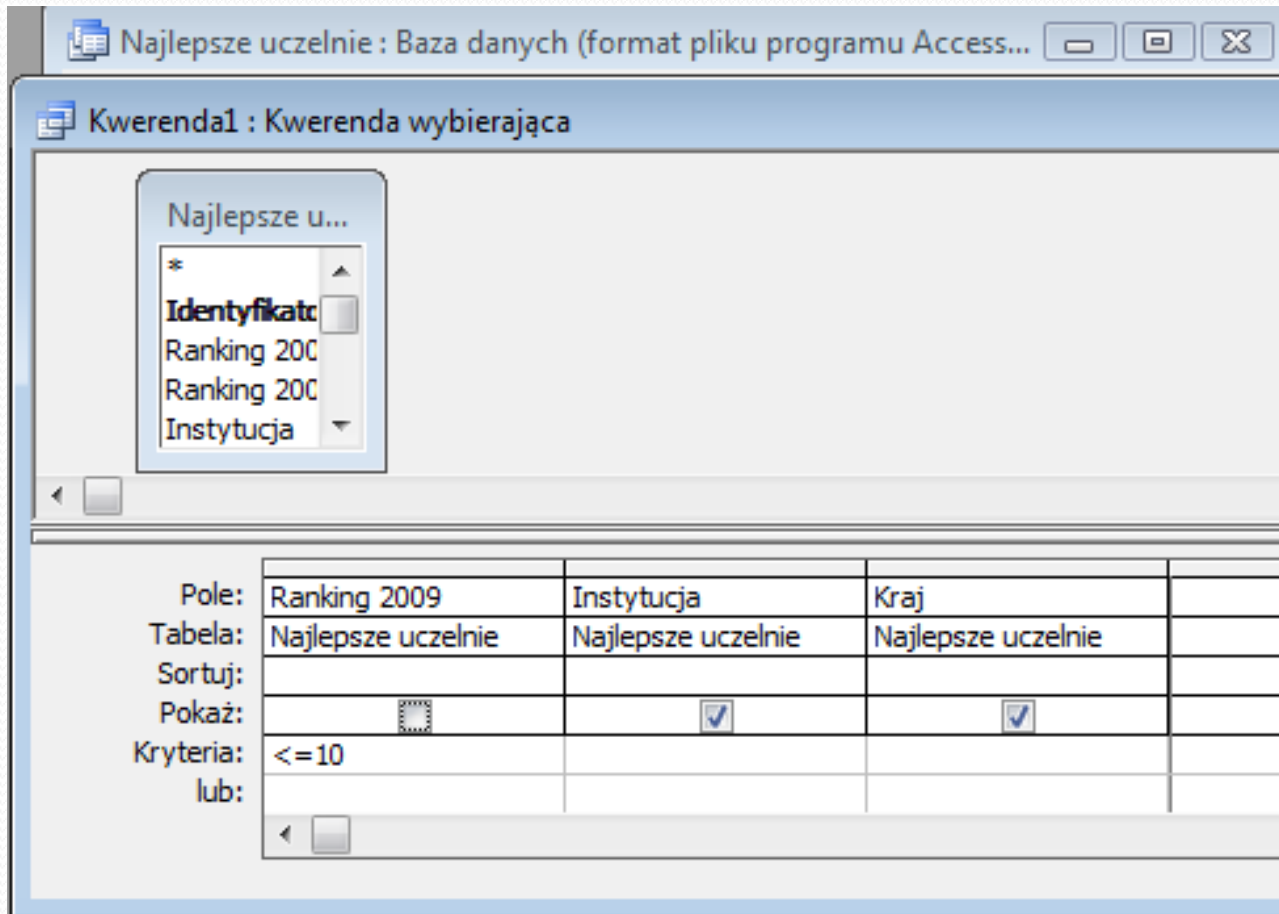 Najlepsze uczelnie : Baza danych (format pliku programu Access...
Kwerenda1 : Kwerenda wybierająca
Najlepsze u...
*
Identyfikatc
Ranking 200
Ranking 200
Instytucja
Pole: Ranking 2009 Instytucja Kraj
Tabela: Najlepsze uczelnie Najlepsze uczelnie Najlepsze uczelnie
Sortuj:
Pokaż:
Kryteria: <=10
lub: